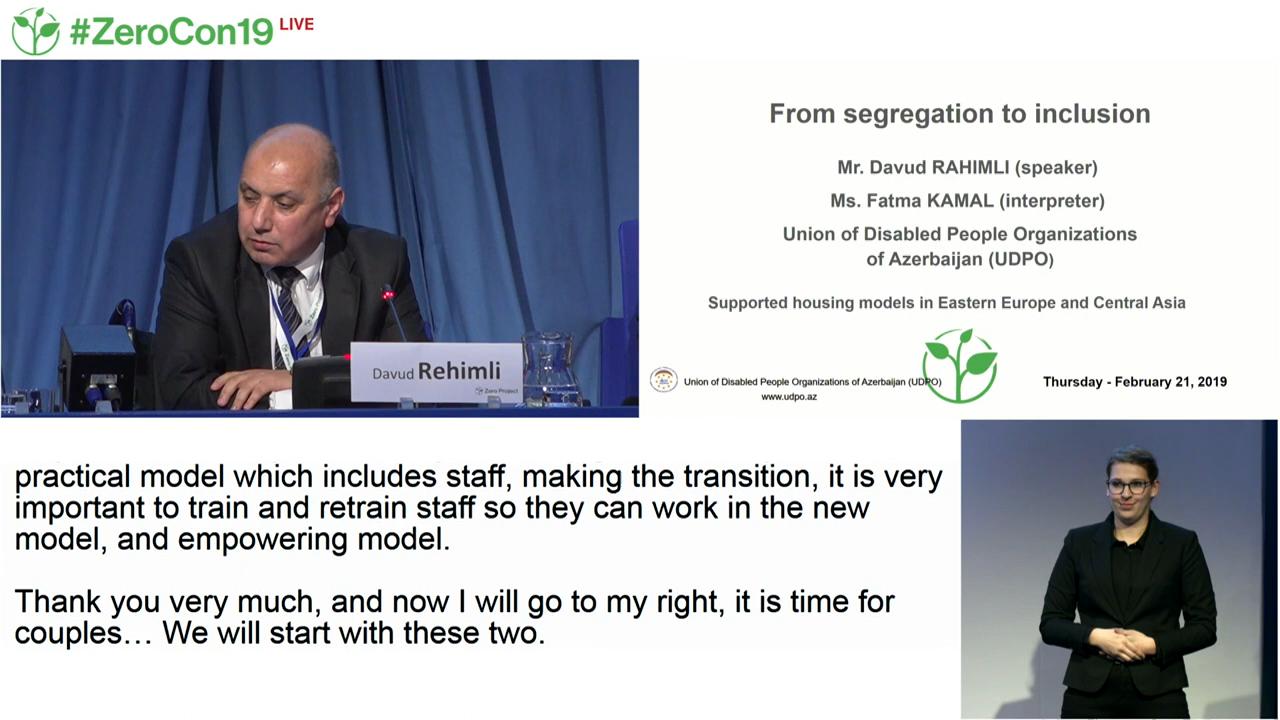 #ZeroCon19 LIVE
From segregation to inclusion
Mr. Davud RAHIMLI (speaker)
Ms. Fatma KAMAL (interpreter)
Union of Disabled People Organizations
of Azerbaijan (UDPO)
Supported housing models in Eastern Europe and Central Asia
Union of Disabled People Organizations of Azerbaijan (UDPO)
www.udpo.az
Thursday - February 21, 2019
Davud Rehimli
Zero Project
practical model which includes staff, making the transition, it is very
important to train and retrain staff so they can work in the new
model, and empowering model.
Thank you very much, and now I will go to my right, it is time for
couples… We will start with these two.